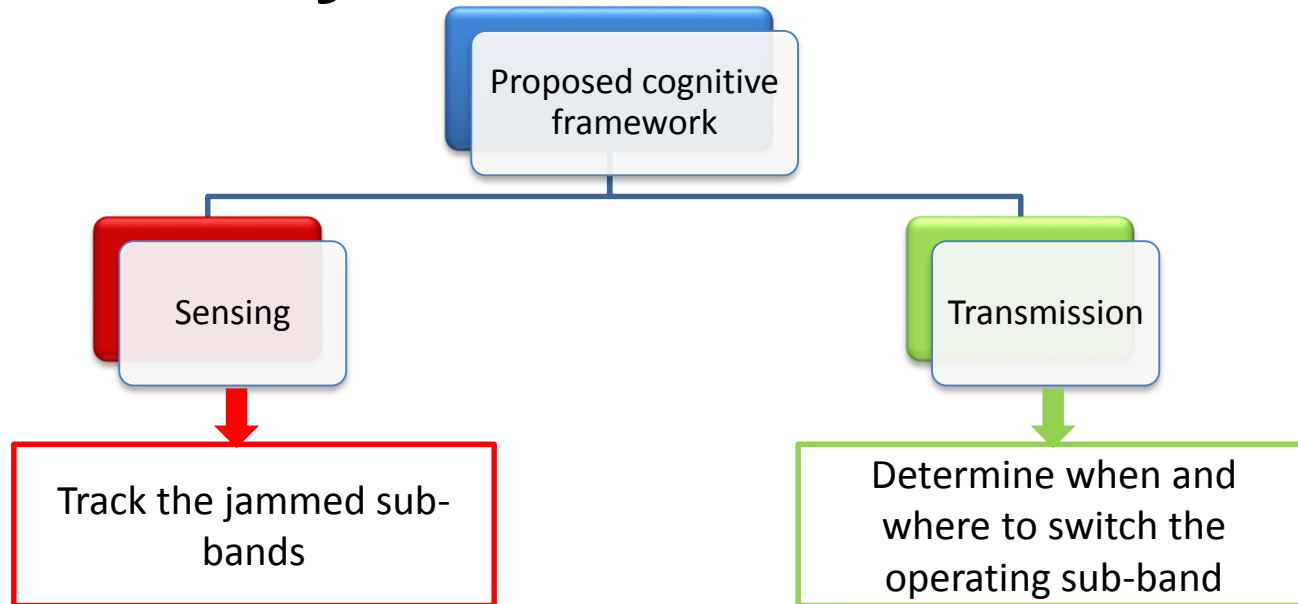 Proposed cognitive
framework
Sensing
Transmission
Track the jammed sub-
bands
Determine when and
where to switch the
operating sub-band